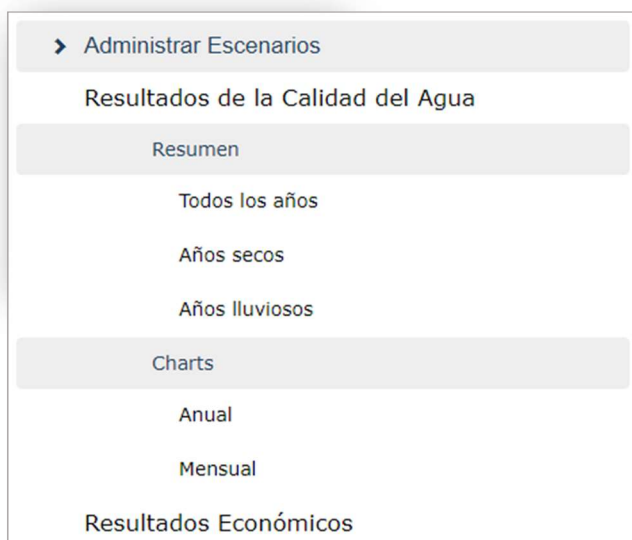 Administrar Escenarios
Resultados de la Calidad del Agua
Resumen
Todos los años
Años secos
Años lluviosos
Charts
Anual
Mensual
Resultados Económicos